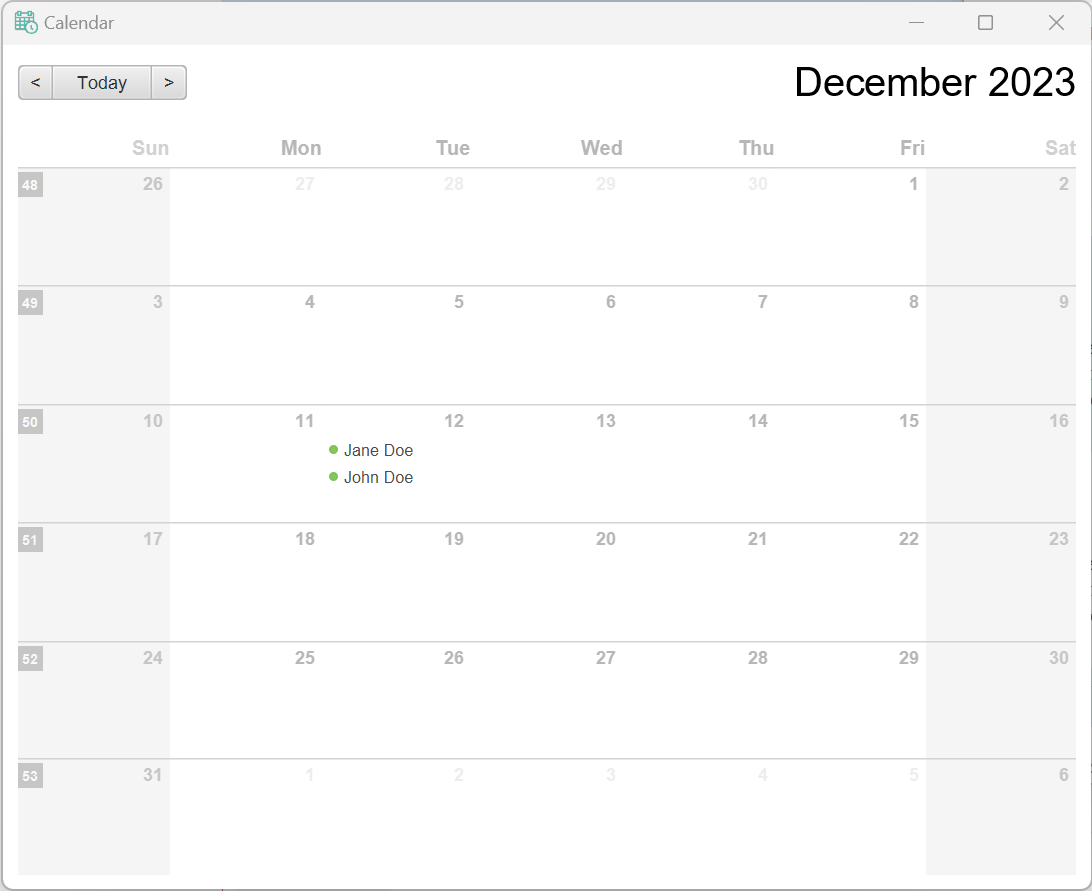 Calendar
< Today > December 2023
Sun Mon Tue Wed Thu Fri Sat
48 26 27 28 29 30 1 2
49 3 4 5 6 7 8 9
50 10 11 12 13 14 15 16
Jane Doe
John Doe
51 17 18 19 20 21 22 23
52 24 25 26 27 28 29 30
53 31 1 2 3 4 5 6